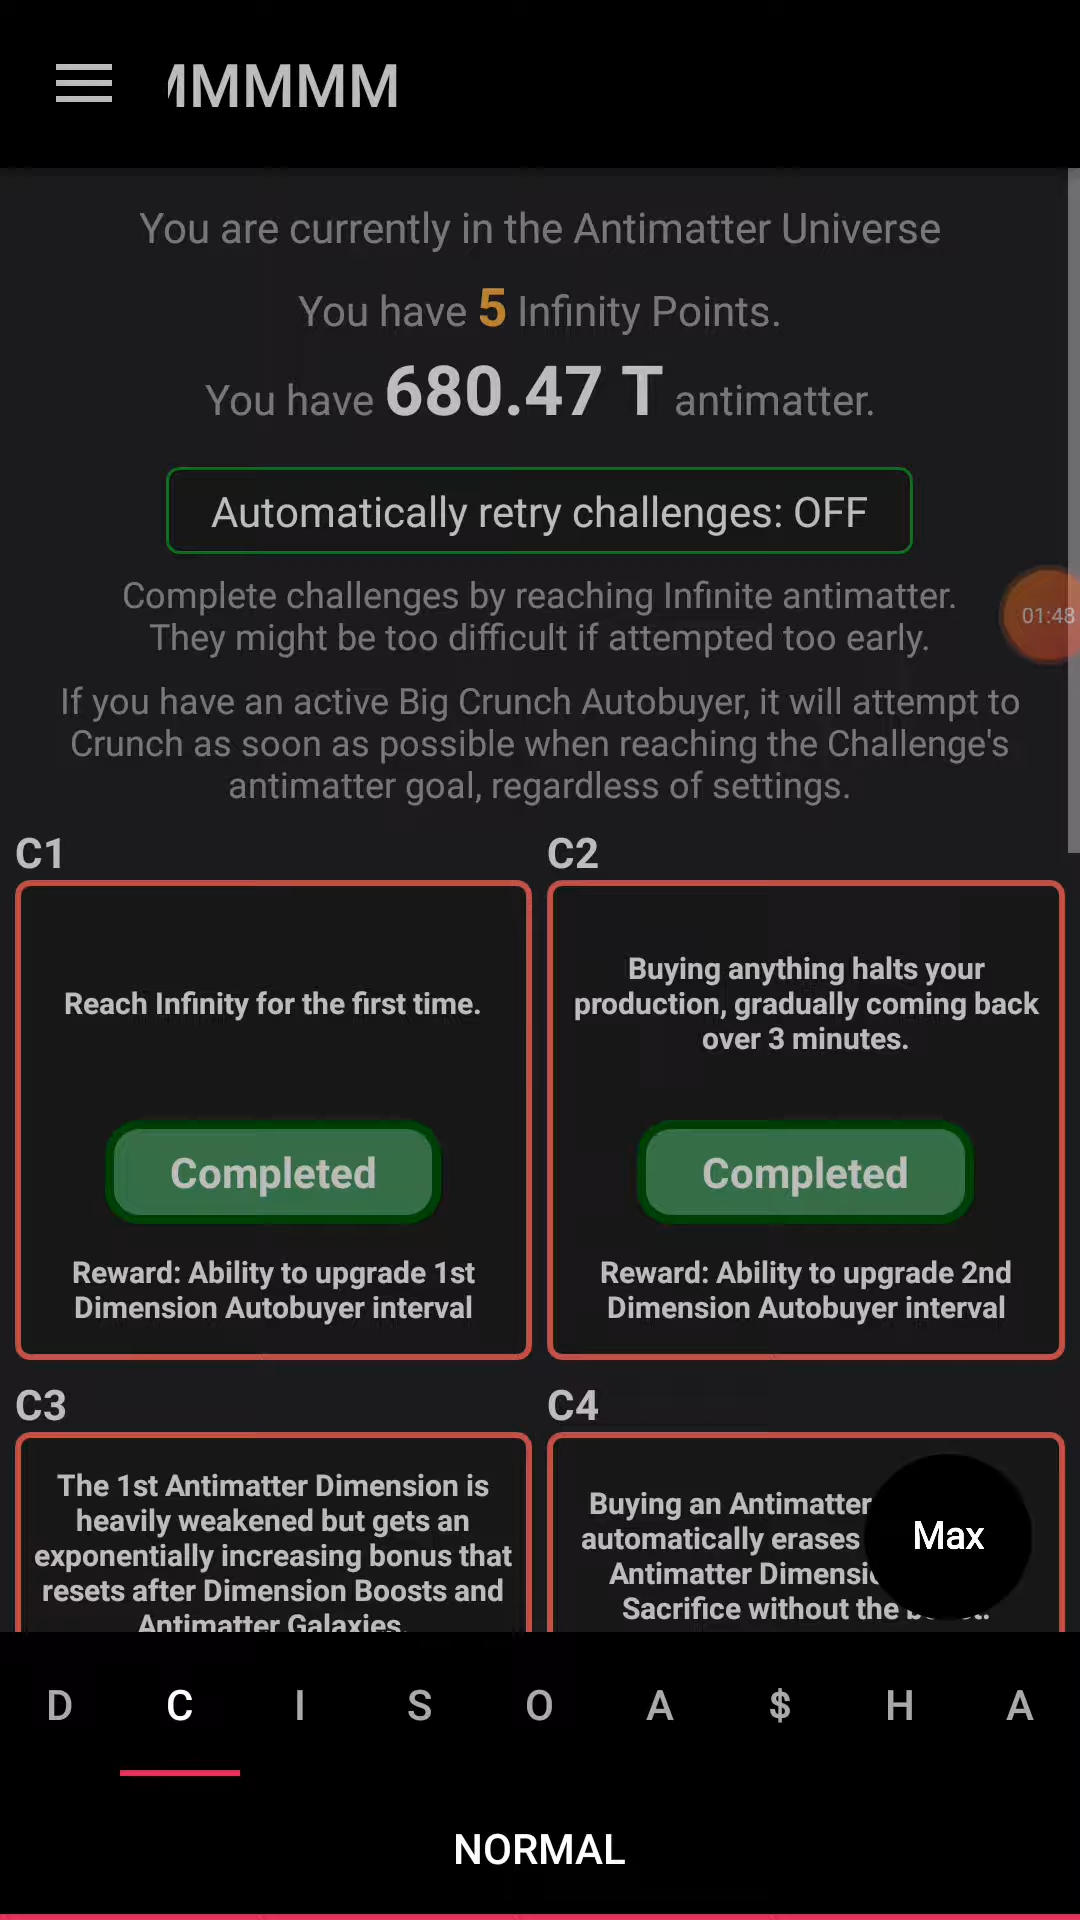 MMMM
You are currently in the Antimatter Universe
You have 5 Infinity Points.
You have 680.47 T antimatter.
Automatically retry challenges: OFF
Complete challenges by reaching Infinite antimatter.
They might be too difficult if attempted too early.
01:48
If you have an active Big Crunch Autobuyer, it will attempt to
Crunch as soon as possible when reaching the Challenge's
antimatter goal, regardless of settings.
C1
Reach Infinity for the first time.
Completed
Reward: Ability to upgrade 1st
Dimension Autobuyer interval
C2
Buying anything halts your
production, gradually coming back
over 3 minutes.
Completed
Reward: Ability to upgrade 2nd
Dimension Autobuyer interval
C3
The 1st Antimatter Dimension is
heavily weakened but gets an
exponentially increasing bonus that
resets after Dimension Boosts and
Antimatter Galaxies.
C4
Buying an Antimatter
automatically erases
Antimatter
Sacrifice without the
Max
D C I S O A $ H A
NORMAL